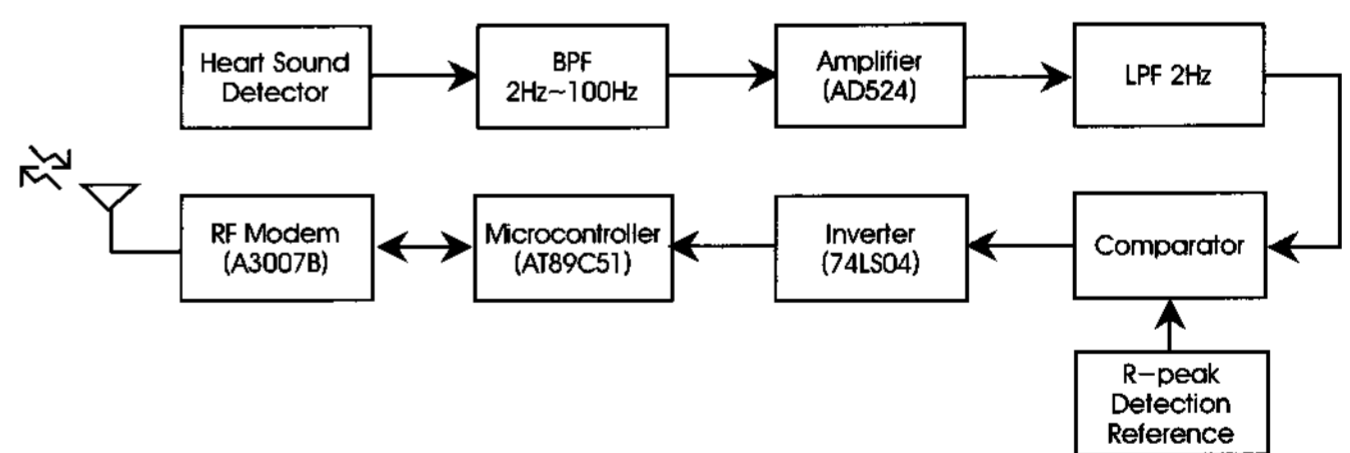 Heart Sound
Detector
BPF
2Hz~100Hz
Amplifier
(AD524)
LPF 2Hz
RF Modem
(A3007B)
Microcontroller
(AT89C51)
Inverter
(74LS04)
Comparator
R-peak
Detection
Reference